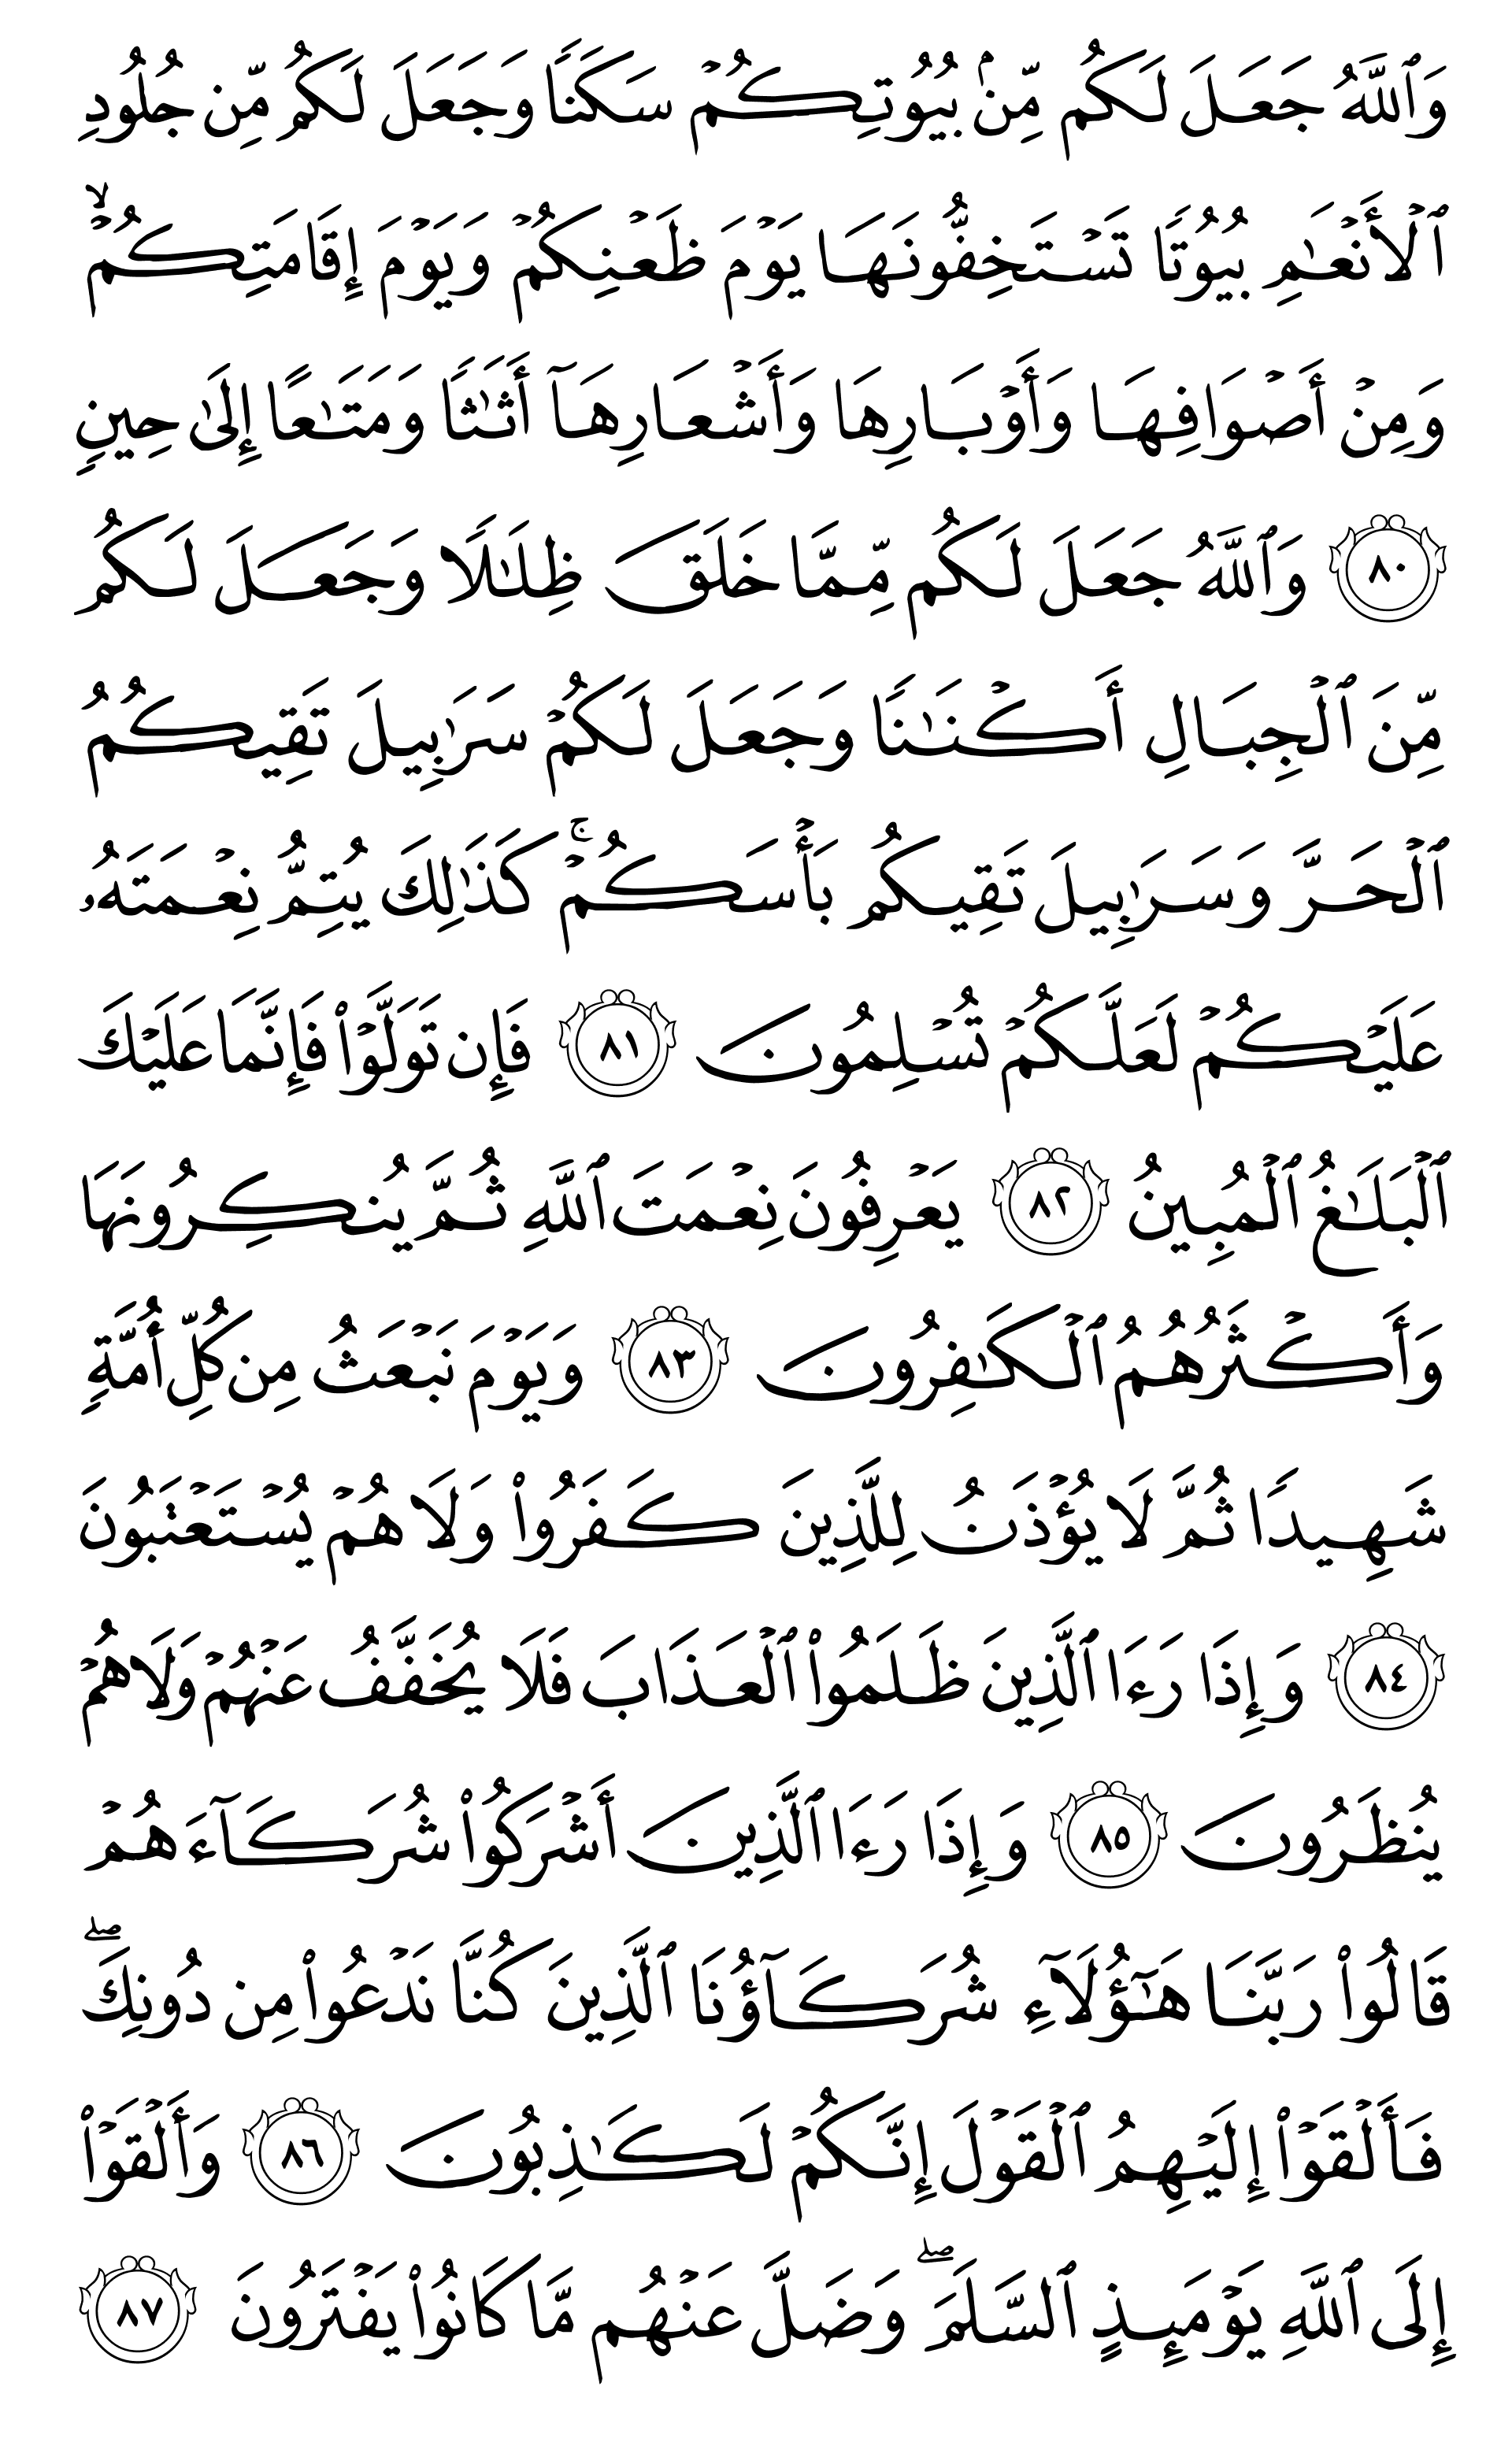 وَٱللَّهُ جَعَلَ لَكُم مِّنۢ بُيُوتِكُمۡ سَكَنٗا وَجَعَلَ لَكُم مِّن جُلُودِ
ٱلۡأَنۡعَٰمِ بُيُوتٗا تَسۡتَخِفُّونَهَا يَوۡمَ ظَعۡنِكُمۡ وَيَوۡمَ إِقَامَتِكُمۡۙ
وَمِنۡ أَصۡوَافِهَا وَأَوۡبَارِهَا وَأَشۡعَارِهَآ أَثَٰثٗا وَمَتَٰعًا إِلَىٰ حِينٖ
٨٠ وَٱللَّهُ جَعَلَ لَكُم مِّمَّا خَلَقَ ظِلَٰلٗا وَجَعَلَ لَكُم
مِّنَ ٱلۡجِبَالِ أَكۡنَٰنٗا وَجَعَلَ لَكُمۡ سَرَٰبِيلَ تَقِيكُمُ
ٱلۡحَرَّ وَسَرَٰبِيلَ تَقِيكُم بَأۡسَكُمۡۚ كَذَٰلِكَ يُتِمُّ نِعۡمَتَهُۥ
عَلَيۡكُمۡ لَعَلَّكُمۡ تُسۡلِمُونَ ٨١ فَإِن تَوَلَّوۡاْ فَإِنَّمَا عَلَيۡكَ
ٱلۡبَلَٰغُ ٱلۡمُبِينُ ٨٢ يَعۡرِفُونَ نِعۡمَتَ ٱللَّهِ ثُمَّ يُنكِرُونَهَا
وَأَكۡثَرُهُمُ ٱلۡكَٰفِرُونَ ٨٣ وَيَوۡمَ نَبۡعَثُ مِن كُلِّ أُمَّةٖ
شَهِيدٗا ثُمَّ لَا يُؤۡذَنُ لِلَّذِينَ كَفَرُواْ وَلَا هُمۡ يُسۡتَعۡتَبُونَ
٨٤ وَإِذَا رَءَا ٱلَّذِينَ ظَلَمُواْ ٱلۡعَذَابَ فَلَا يُخَفَّفُ عَنۡهُمۡ وَلَا هُمۡ
يُنظَرُونَ ٨٥ وَإِذَا رَءَا ٱلَّذِينَ أَشۡرَكُواْ شُرَكَآءَهُمۡ
قَالُواْ رَبَّنَا هَٰٓؤُلَآءِ شُرَكَآؤُنَا ٱلَّذِينَ كُنَّا نَدۡعُواْ مِن دُونِكَۖ
فَأَلۡقَوۡاْ إِلَيۡهِمُ ٱلۡقَوۡلَ إِنَّكُمۡ لَكَٰذِبُونَ ٨٦ وَأَلۡقَوۡاْ
إِلَى ٱللَّهِ يَوۡمَئِذٍ ٱلسَّلَمَۖ وَضَلَّ عَنۡهُم مَّا كَانُواْ يَفۡتَرُونَ ٨٧